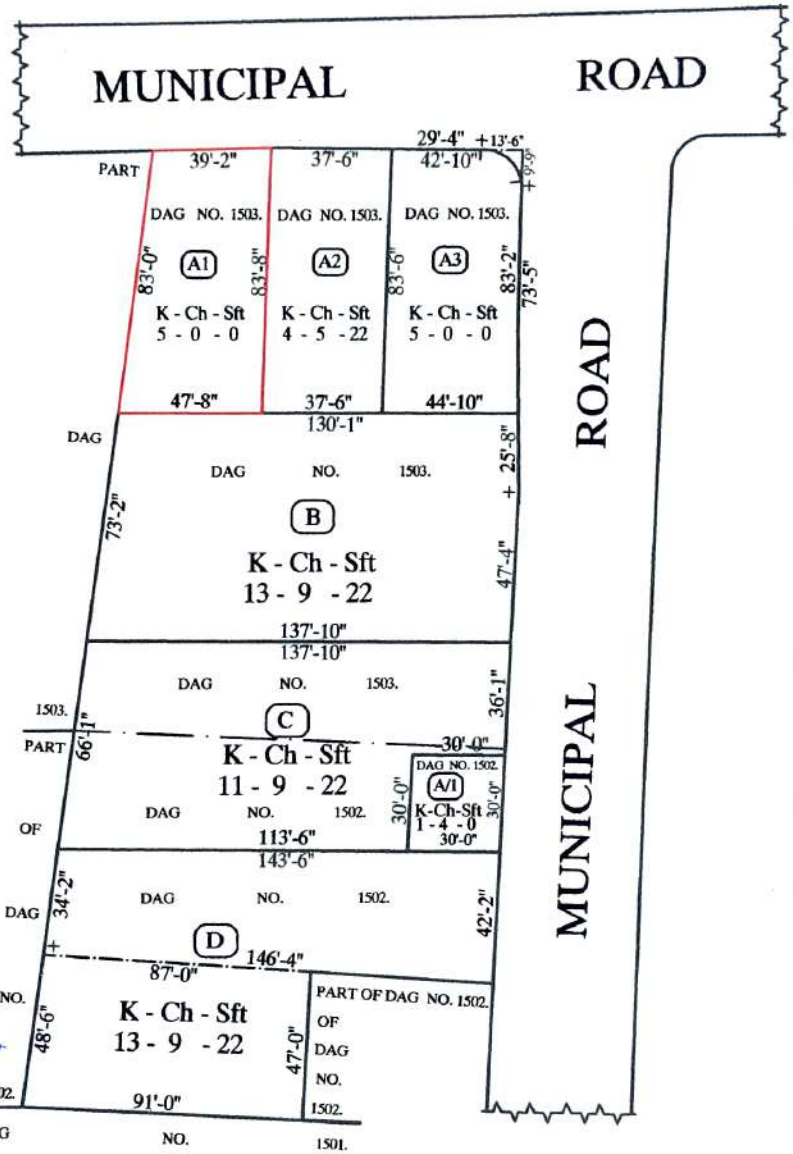 MUNICIPAL ROAD
29'-4" +13'-6"
PART 39'-2" 37'-6" 42'-10"
+ 9'-9"
DAG NO. 1503. DAG NO. 1503. DAG NO. 1503.
A1 A2 A3
83'-0" 83'-8" 83'-6" 83'-2" 73'-5"
K - Ch - Sft K - Ch - Sft K - Ch - Sft
5 - 0 - 0 4 - 5 - 22 5 - 0 - 0
47'-8" 37'-6" 44'-10"
130'-1"
MUNICIPAL ROAD
DAG
DAG NO. 1503.
+ 25'-8"
73'-2"
B
47'-4"
K - Ch - Sft
13 - 9 - 22
137'-10"
137'-10"
DAG NO. 1503.
36'-1"
1503.
C
PART
66'-1"
K - Ch - Sft
11 - 9 - 22
30'-0"
DAG NO. 1502.
A/1
30'-0" 30'-0"
K-Ch-Sft
1 - 4 - 0
30'-0"
OF
DAG NO. 1502.
113'-6"
143'-6"
34'-2"
DAG NO. 1502.
42'-2"
DAG
+
D
146'-4"
87'-0"
NO.
K - Ch - Sft
13 - 9 - 22
48'-6"
47'-0"
PART OF DAG NO. 1502.
OF
DAG
NO.
1502.
91'-0"
NO. 1501.